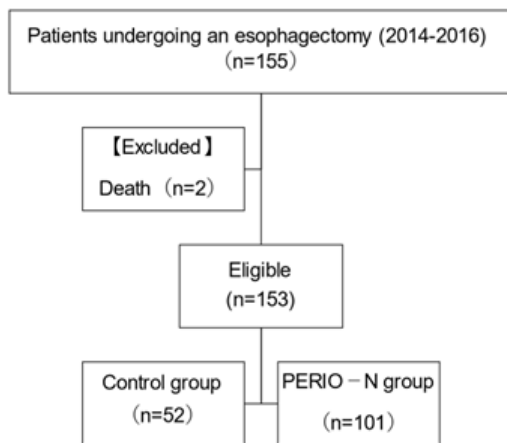 Patients undergoing an esophagectomy (2014-2016)
（n=155）
【Excluded】
Death（n=2）
Eligible
(n=153)
Control group
（n=52）
PERIO－N group
（n=101）